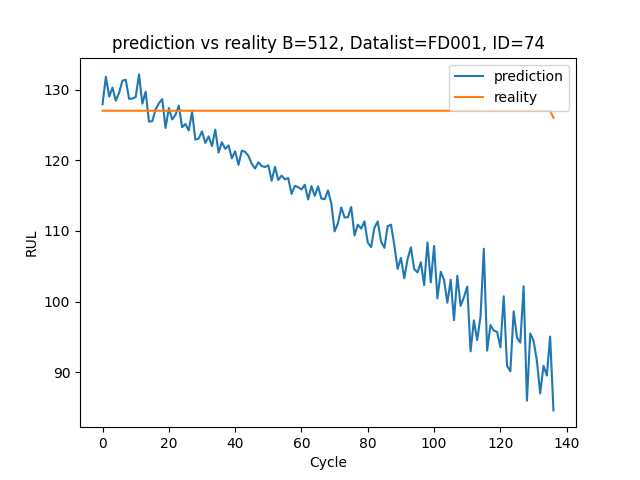 prediction vs reality B=512, Datalist=FD001, ID=74
prediction
reality
130
120
110
100
90
RUL
0 20 40 60 80 100 120 140
Cycle